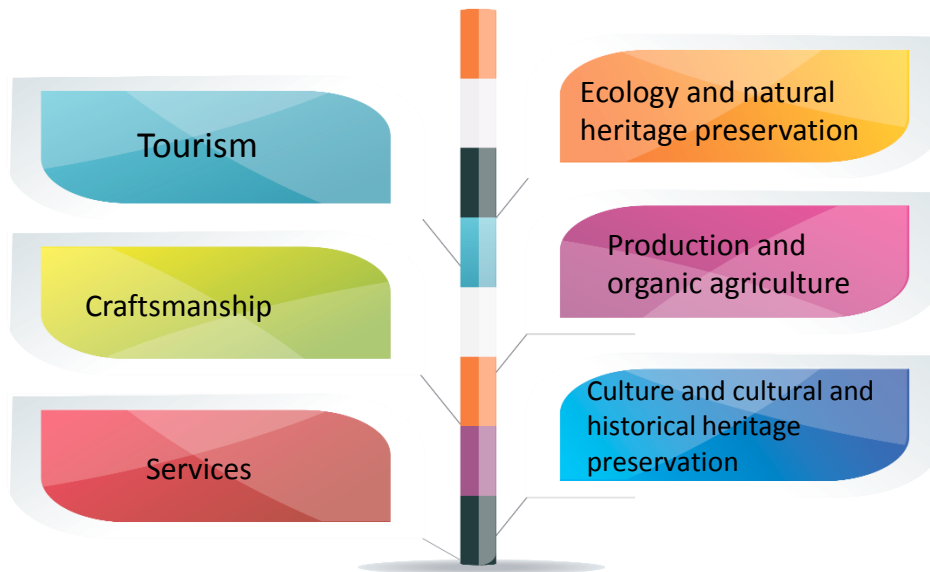 Tourism
Craftsmanship
Services
Ecology and natural
heritage preservation
Production and
organic agriculture
Culture and cultural and
historical heritage
preservation